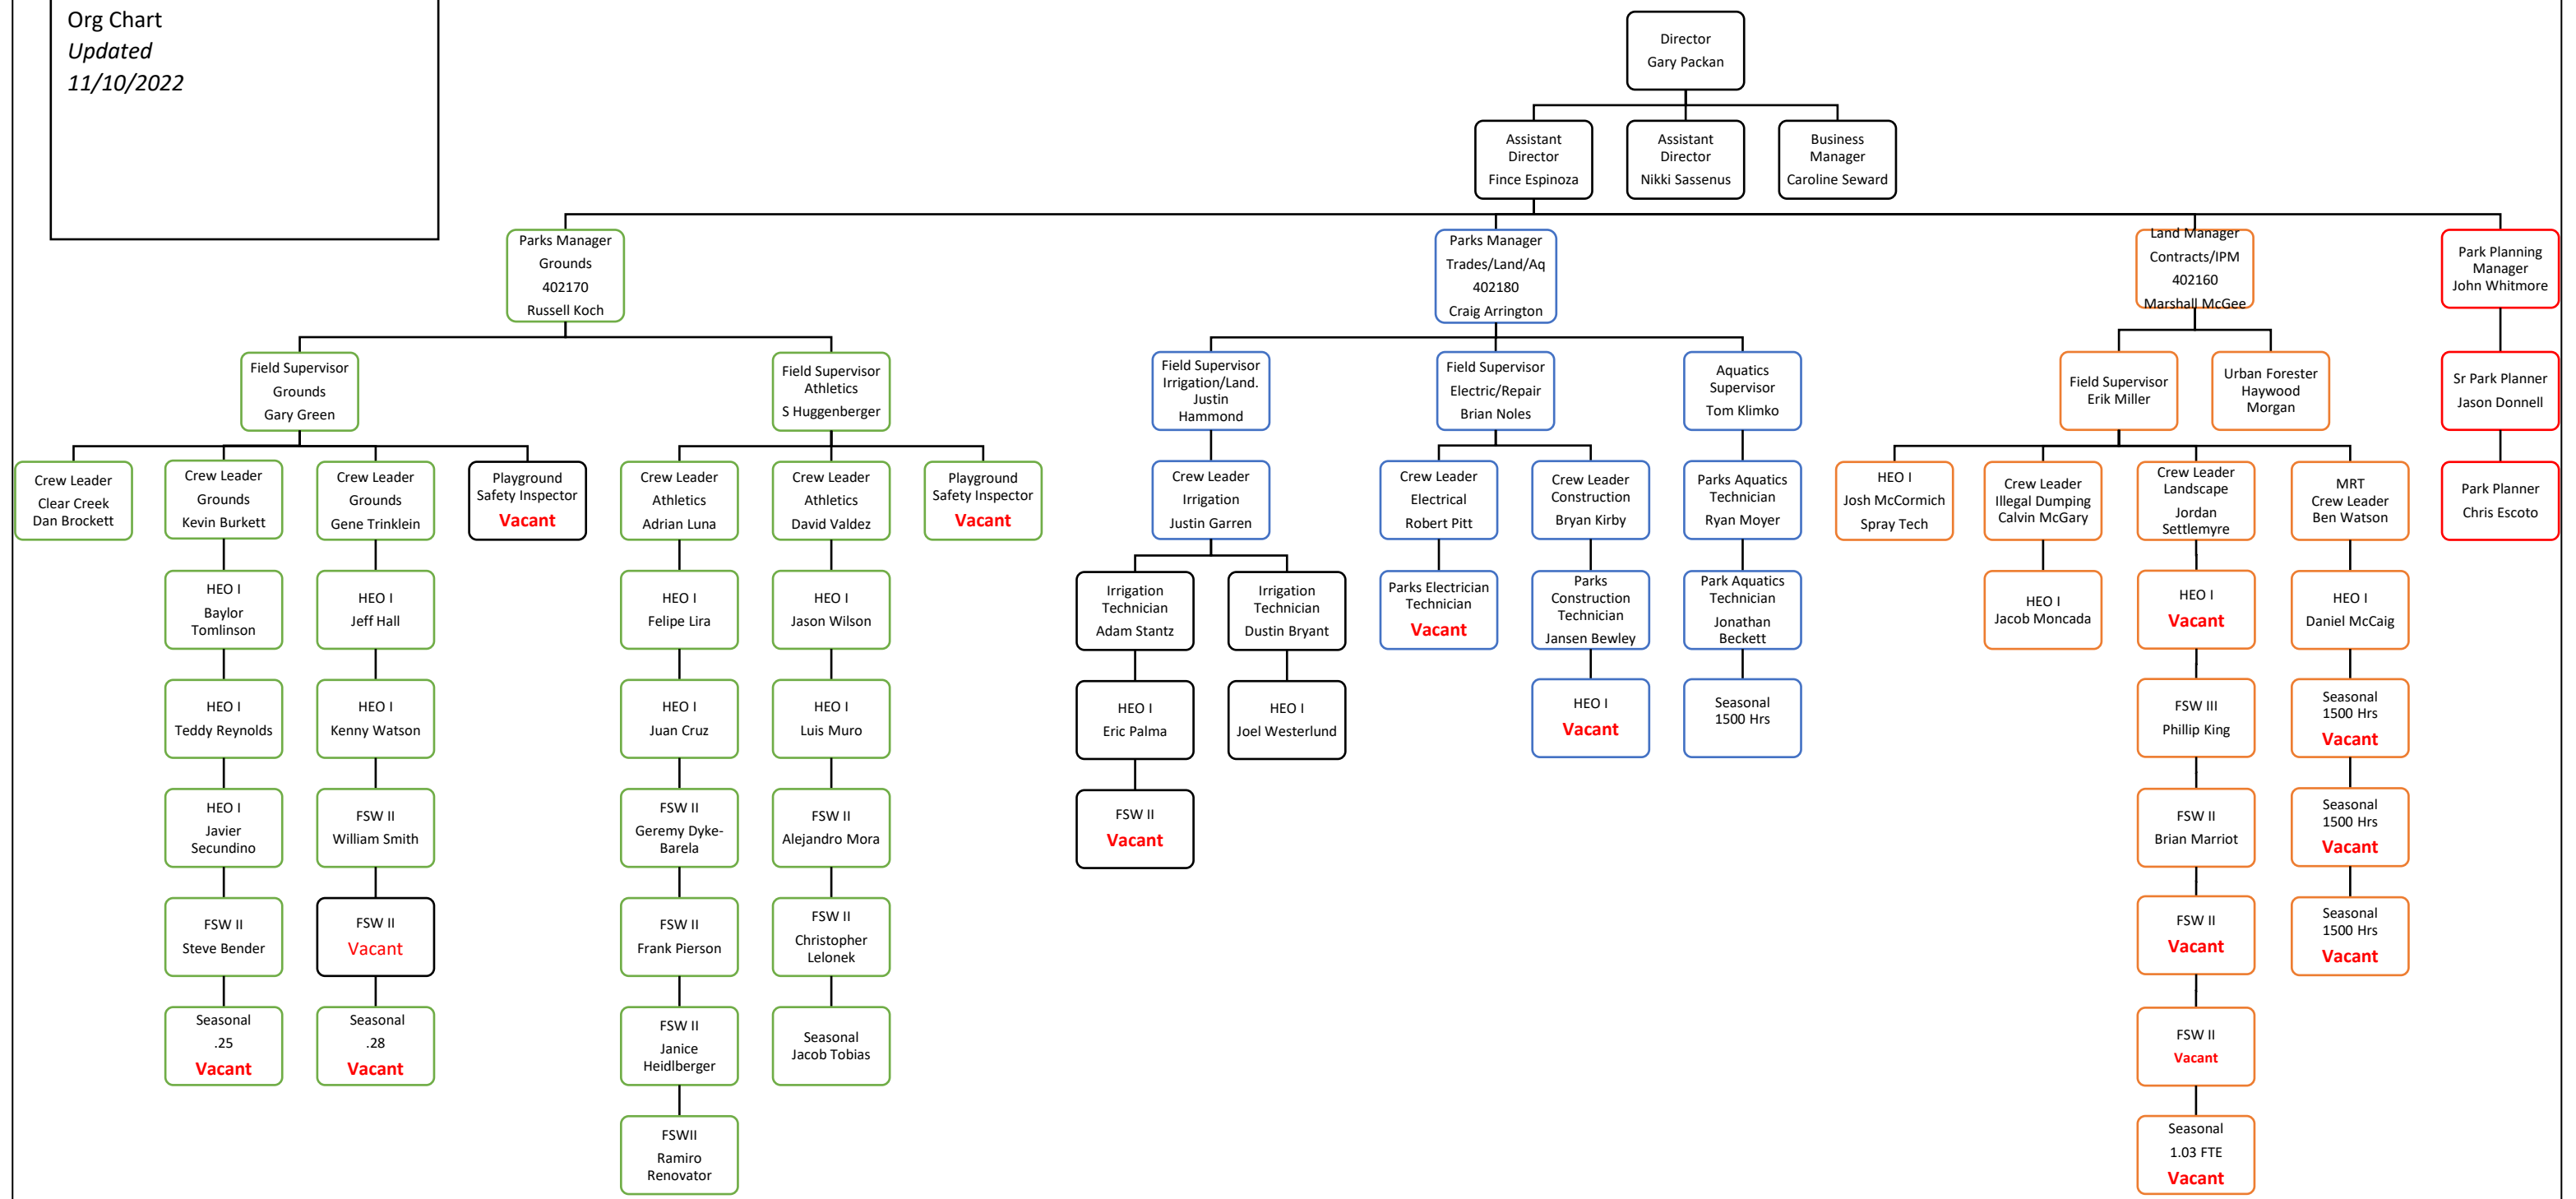 Org Chart
Updated
11/10/2022
Director
Gary Packan
Assistant
Director
Fince Espinoza
Assistant
Director
Nikki Sassenus
Business
Manager
Caroline Seward
Parks Manager
Grounds
402170
Russell Koch
Parks Manager
Trades/Land/Aq
402180
Craig Arrington
Land Manager
Contracts/IPM
402160
Marshall McGee
Park Planning
Manager
John Whitmore
Field Supervisor
Grounds
Gary Green
Field Supervisor
Athletics
S Huggenberger
Field Supervisor
Irrigation/Land.
Justin
Hammond
Field Supervisor
Electric/Repair
Brian Noles
Aquatics
Supervisor
Tom Klimko
Field Supervisor
Erik Miller
Urban Forester
Haywood
Morgan
Sr Park Planner
Jason Donnell
Crew Leader
Clear Creek
Dan Brockett
Crew Leader
Grounds
Kevin Burkett
Crew Leader
Grounds
Gene Trinklein
Playground
Safety Inspector
Vacant
Crew Leader
Athletics
Adrian Luna
Crew Leader
Athletics
David Valdez
Playground
Safety Inspector
Vacant
Crew Leader
Irrigation
Justin Garren
Crew Leader
Electrical
Robert Pitt
Crew Leader
Construction
Bryan Kirby
Parks Aquatics
Technician
Ryan Moyer
HEO I
Josh McCormich
Spray Tech
Crew Leader
Illegal Dumping
Calvin McGary
Crew Leader
Landscape
Jordan
Settlemyre
MRT
Crew Leader
Ben Watson
Park Planner
Chris Escoto
HEO I
Baylor
Tomlinson
HEO I
Jeff Hall
HEO I
Felipe Lira
HEO I
Jason Wilson
Irrigation
Technician
Adam Stantz
Irrigation
Technician
Dustin Bryant
Parks Electrician
Technician
Vacant
Parks
Construction
Technician
Jansen Bewley
Park Aquatics
Technician
Jonathan
Beckett
HEO I
Jacob Moncada
HEO I
Vacant
HEO I
Daniel McCaig
HEO I
Teddy Reynolds
HEO I
Kenny Watson
HEO I
Juan Cruz
HEO I
Luis Muro
HEO I
Eric Palma
HEO I
Joel Westerlund
HEO I
Vacant
Seasonal
1500 Hrs
FSW III
Phillip King
Seasonal
1500 Hrs
Vacant
HEO I
Javier
Secundino
FSW II
William Smith
FSW II
Geremy Dyke-
Barela
FSW II
Alejandro Mora
FSW II
Vacant
FSW II
Brian Marriot
Seasonal
1500 Hrs
Vacant
FSW II
Steve Bender
FSW II
Vacant
FSW II
Frank Pierson
FSW II
Christopher
Lelonek
FSW II
Vacant
Seasonal
1500 Hrs
Vacant
Seasonal
.25
Vacant
Seasonal
.28
Vacant
FSW II
Janice
Heidlberger
Seasonal
Jacob Tobias
FSW II
Vacant
FSWII
Ramiro
Renovator
Seasonal
1.03 FTE
Vacant